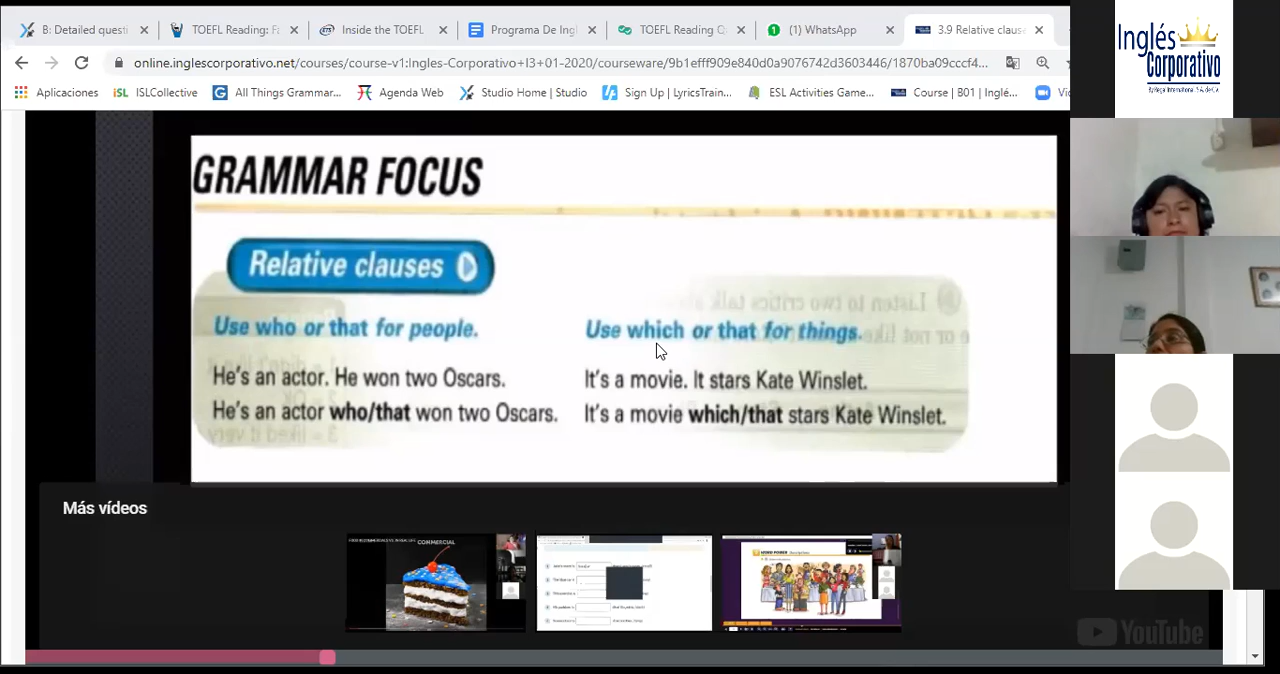 B: Detailed questi
TOEFL Reading: Fa
Inside the TOEFL
Programa De Ingl
TOEFL Reading Q
(1) WhatsApp
3.9 Relative clause
online.inglescorporativo.net/courses/course-v1:Ingles-Corporativo+I3+01-2020/courseware/9b1efff909e840d0a9076742d3603446/1870ba09cccf4...
Aplicaciones
ISLCollective
All Things Grammar...
Agenda Web
Studio Home | Studio
Sign Up | LyricsTrain...
ESL Activities Game...
Course | B01 | Inglé...
Inglés
Corporativo
GRAMMAR FOCUS
Relative clauses
Use who or that for people.
He's an actor. He won two Oscars.
He's an actor who/that won two Oscars.
Use which or that for things.
It's a movie. It stars Kate Winslet.
It's a movie which/that stars Kate Winslet.
Más vídeos
COMMERCIAL
YouTube